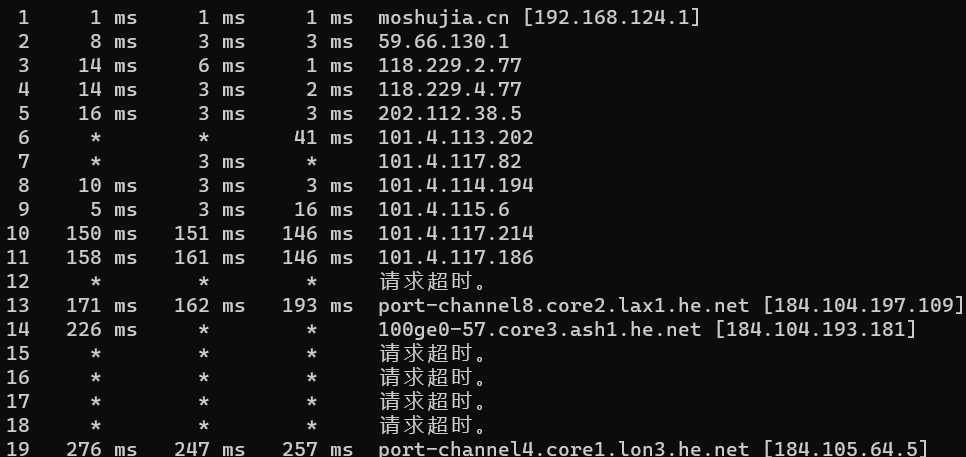 1 1 ms 1 ms 1 ms moshujia.cn [192.168.124.1]
2 8 ms 3 ms 3 ms 59.66.130.1
3 14 ms 6 ms 1 ms 118.229.2.77
4 14 ms 3 ms 2 ms 118.229.4.77
5 16 ms 3 ms 3 ms 202.112.38.5
6 * * 41 ms 101.4.113.202
7 * 3 ms * 101.4.117.82
8 10 ms 3 ms 3 ms 101.4.114.194
9 5 ms 3 ms 16 ms 101.4.115.6
10 150 ms 151 ms 146 ms 101.4.117.214
11 158 ms 161 ms 146 ms 101.4.117.186
12 * * * 请求超时。
13 171 ms 162 ms 193 ms port-channel8.core2.lax1.he.net [184.104.197.109]
14 226 ms * * 100ge0-57.core3.ash1.he.net [184.104.193.181]
15 * * * 请求超时。
16 * * * 请求超时。
17 * * * 请求超时。
18 * * * 请求超时。
19 276 ms 247 ms 257 ms port-channel4.core1.lon3.he.net [184.105.64.5]